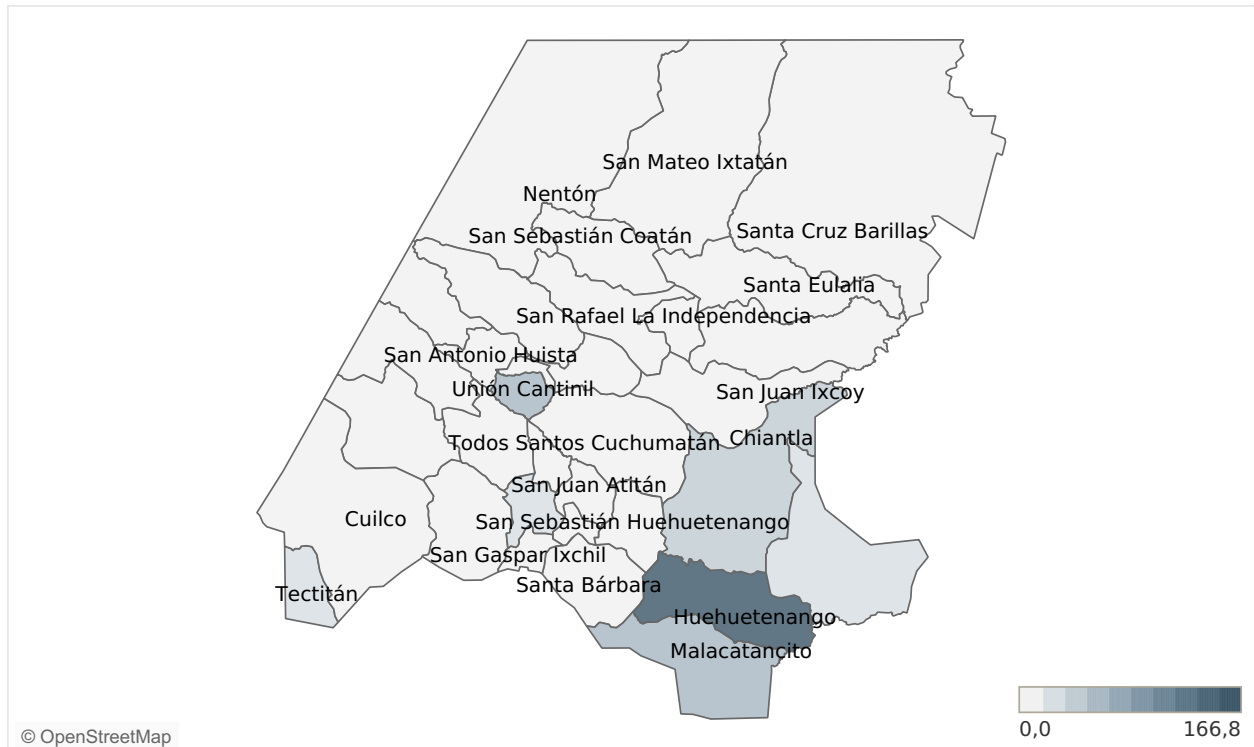 San Mateo Ixtatán
Nentón
Santa Cruz Barillas
San Sebastián Coatán
Santa Eulalia
San Rafael La Independencia
San Antonio Huista
Unión Cantinil
San Juan Ixcoy
Chiantla
Todos Santos Cuchumatán
San Juan Atitán
Cuilco
San Sebastián Huehuetenango
San Gaspar Ixchil
Santa Bárbara
Tectitán
Huehuetenango
Malacatancito
0,0 166,8
© OpenStreetMap